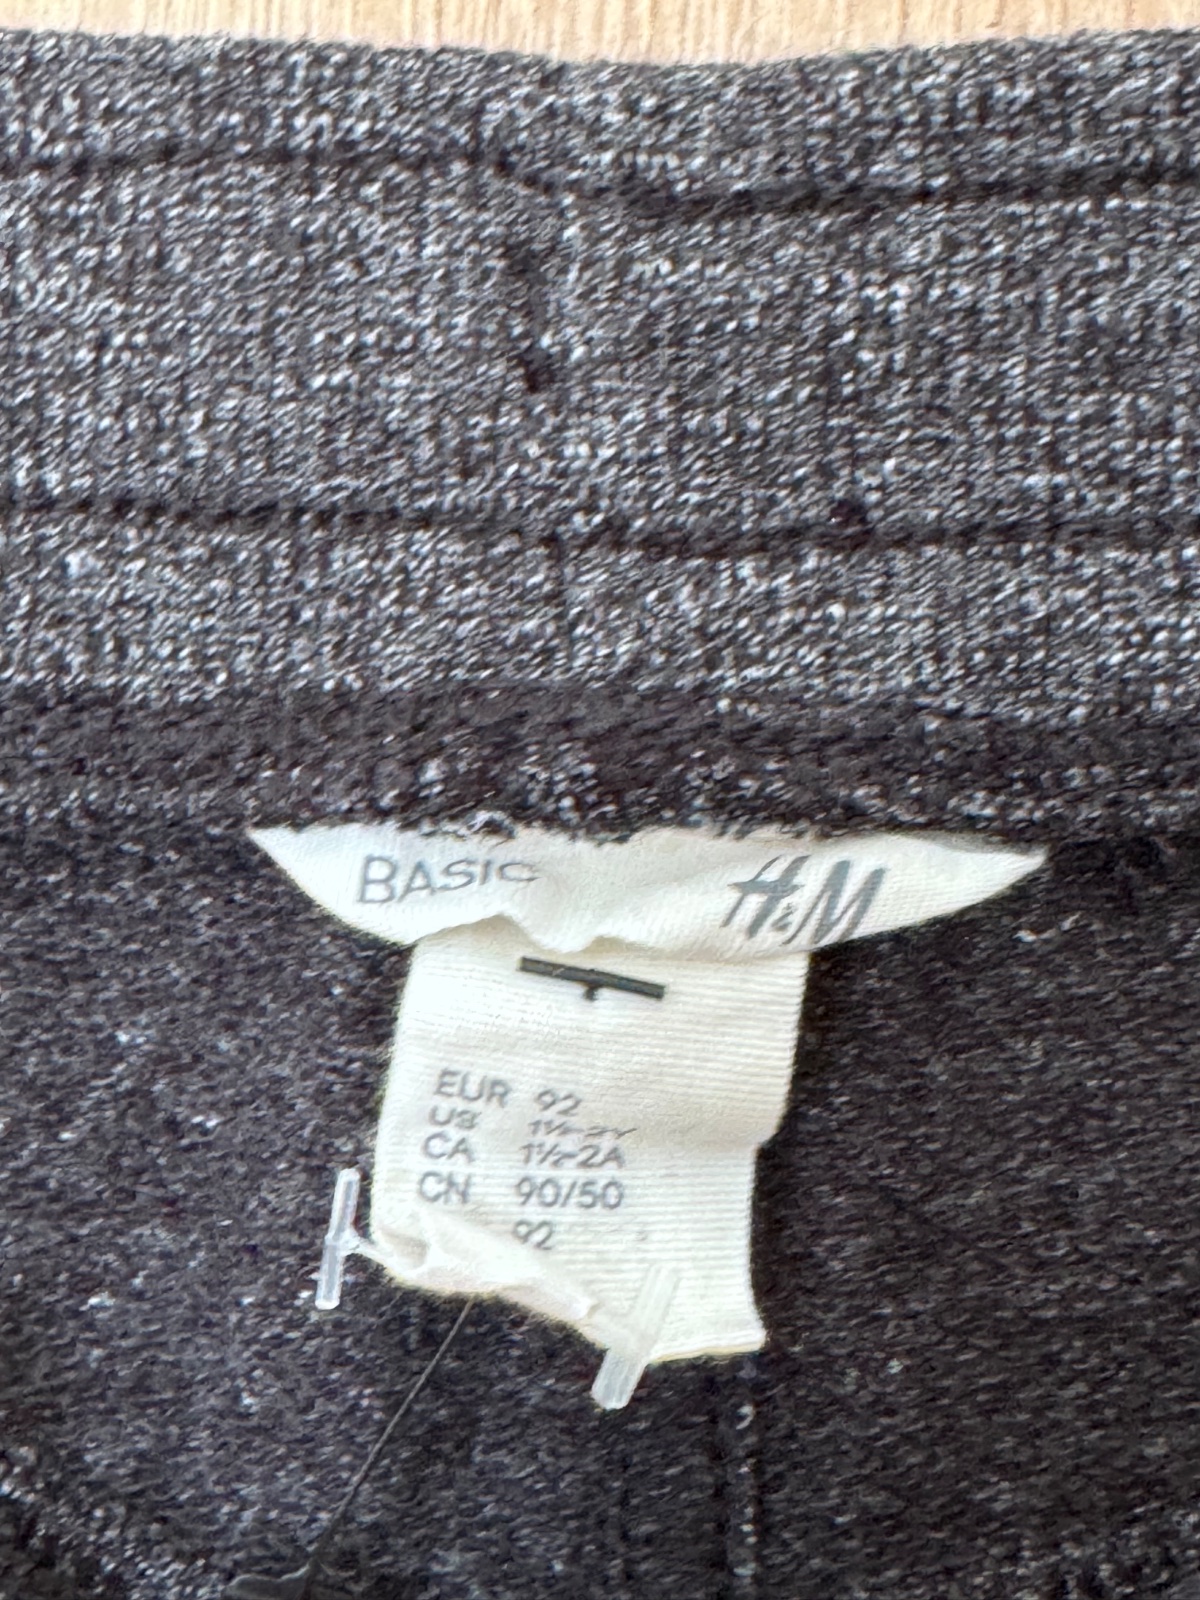 BASIC H&M
EUR 92
US 1½-2Y
CA 1½-2A
CN 90/50
92